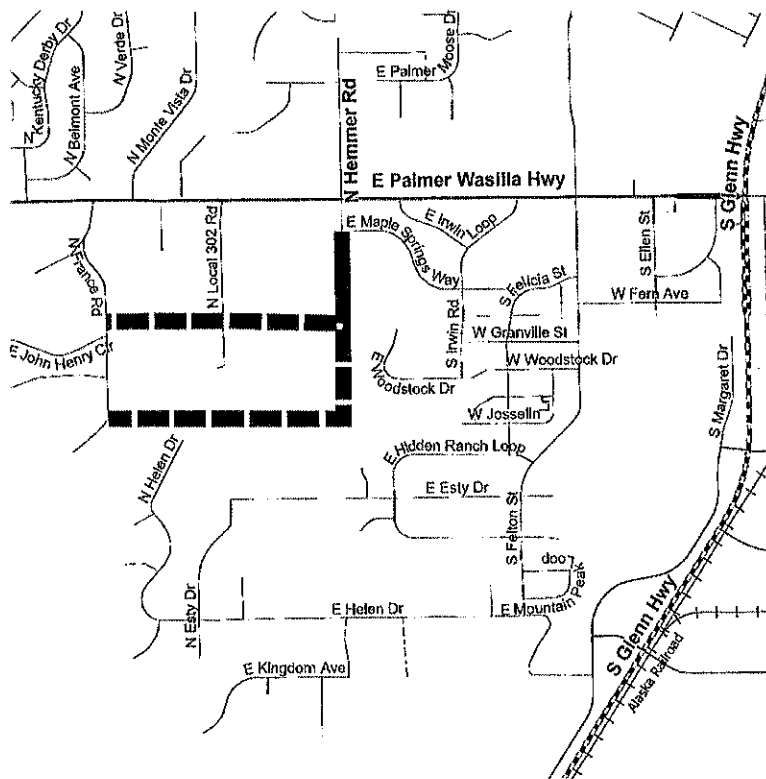 N Kentucky Derby Dr
N Belmont Ave
N Verde Dr
N Monte Vista Dr
N Hemmer Rd
E Palmer
Moose Dr
S Glenn Hwy
E Palmer Wasilla Hwy
N France Rd
N Local 302 Rd
E Maple Springs Way
E Irwin Loop
S Ellen St
S Felicia St
W Fern Ave
S Irwin Rd
W Granville St
E John Henry Cir
E Woodstock Dr
W Woodstock Dr
S Margaret Dr
W Josselin
N Helen Dr
E Hidden Ranch Loop
E Esty Dr
S Felton St
Loop
N Esty Dr
E Helen Dr
E Mountain Peak
E Kingdom Ave
S Glenn Hwy
Alaska Railroad